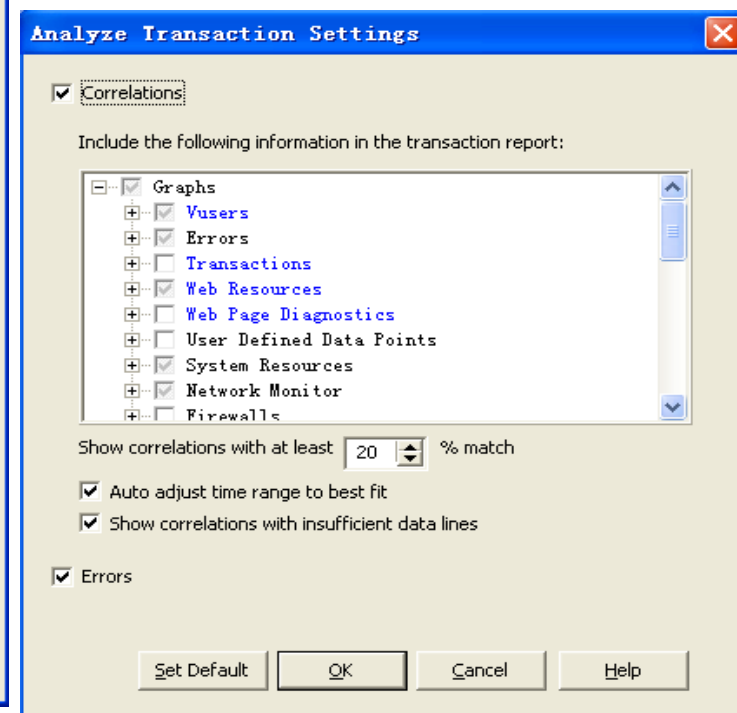 Analyze Transaction Settings
Correlations
Include the following information in the transaction report:
Graphs
Vusers
Errors
Transactions
Web Resources
Web Page Diagnostics
User Defined Data Points
System Resources
Network Monitor
Firewalls
Show correlations with at least 20 % match
Auto adjust time range to best fit
Show correlations with insufficient data lines
Errors
Set Default OK Cancel Help